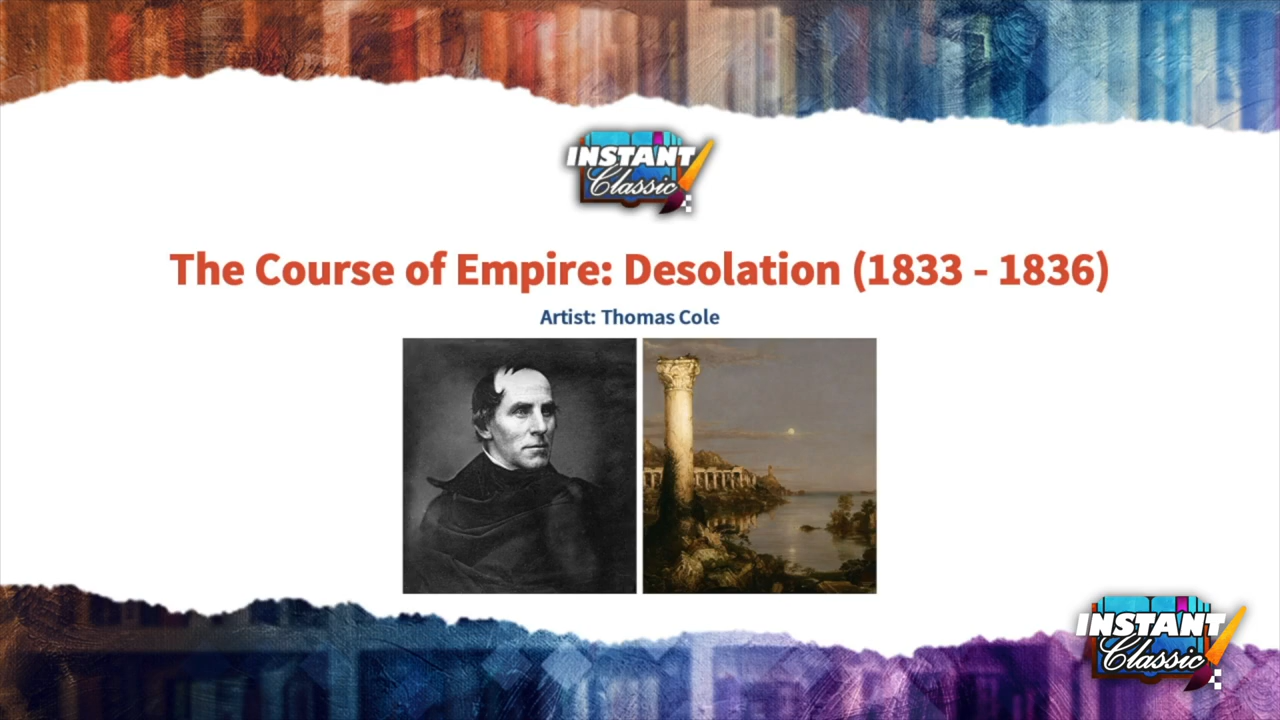 INSTANT
Classic
The Course of Empire: Desolation (1833 - 1836)
Artist: Thomas Cole
INSTANT
Classic